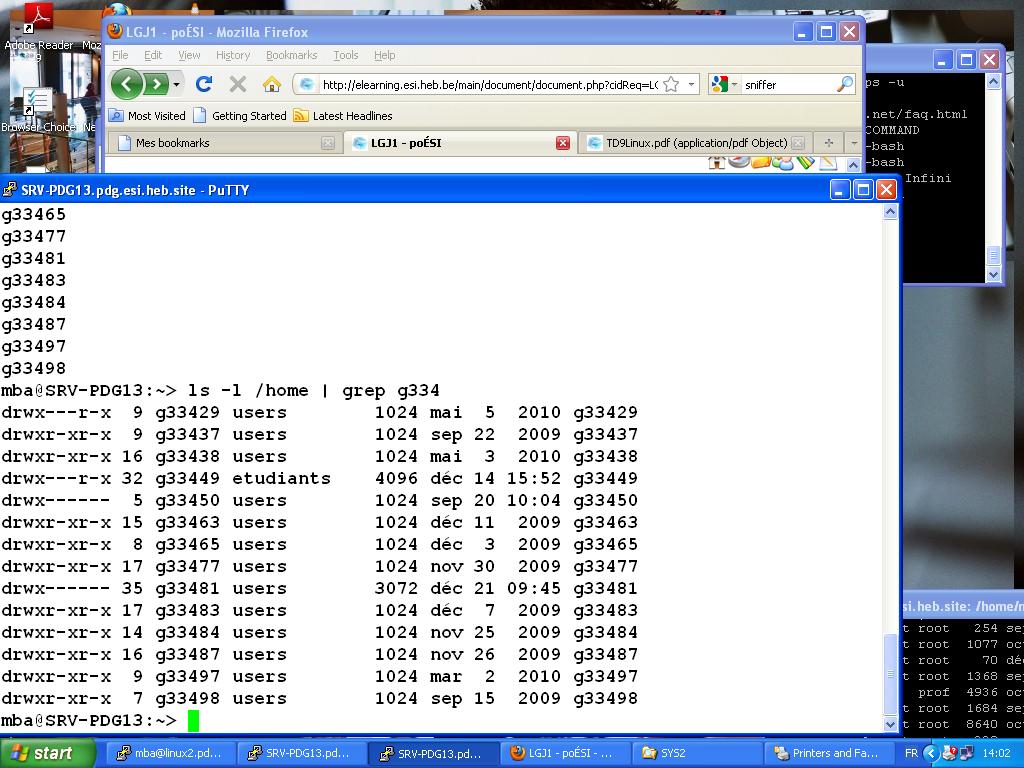 Adobe Reader
9
Moz
Browser Choice
Ne
LGJ1 - poÉSI - Mozilla Firefox
File Edit View History Bookmarks Tools Help
http://elearning.esi.heb.be/main/document/document.php?cidReq=LG
sniffer
Most Visited Getting Started Latest Headlines
Mes bookmarks
LGJ1 - poÉSI
TD9Linux.pdf (application/pdf Object)
ps -u
.net/faq.html
COMMAND
-bash
-bash
Infini
SRV-PDG13.pdg.esi.heb.site - PuTTY
g33465
g33477
g33481
g33483
g33484
g33487
g33497
g33498
mba@SRV-PDG13:~> ls -l /home | grep g334
drwx---r-x 9 g33429 users 1024 mai 5 2010 g33429
drwxr-xr-x 9 g33437 users 1024 sep 22 2009 g33437
drwxr-xr-x 16 g33438 users 1024 mai 3 2010 g33438
drwx---r-x 32 g33449 etudiants 4096 déc 14 15:52 g33449
drwx------ 5 g33450 users 1024 sep 20 10:04 g33450
drwxr-xr-x 15 g33463 users 1024 déc 11 2009 g33463
drwxr-xr-x 8 g33465 users 1024 déc 3 2009 g33465
drwxr-xr-x 17 g33477 users 1024 nov 30 2009 g33477
drwx------ 35 g33481 users 3072 déc 21 09:45 g33481
drwxr-xr-x 17 g33483 users 1024 déc 7 2009 g33483
drwxr-xr-x 14 g33484 users 1024 nov 25 2009 g33484
drwxr-xr-x 16 g33487 users 1024 nov 26 2009 g33487
drwxr-xr-x 9 g33497 users 1024 mar 2 2010 g33497
drwxr-xr-x 7 g33498 users 1024 sep 15 2009 g33498
mba@SRV-PDG13:~>
si.heb.site: /home/m
t root 254 sep
t root 1077 oct
t root 70 déc
t root 1368 sep
prof 4936 oct
t root 1684 sep
t root 8640 oct
start
mba@linux2.pd...
SRV-PDG13.pd...
SRV-PDG13.pd...
LGJ1 - poÉSI - ...
SYS2
Printers and Fa...
FR
14:02